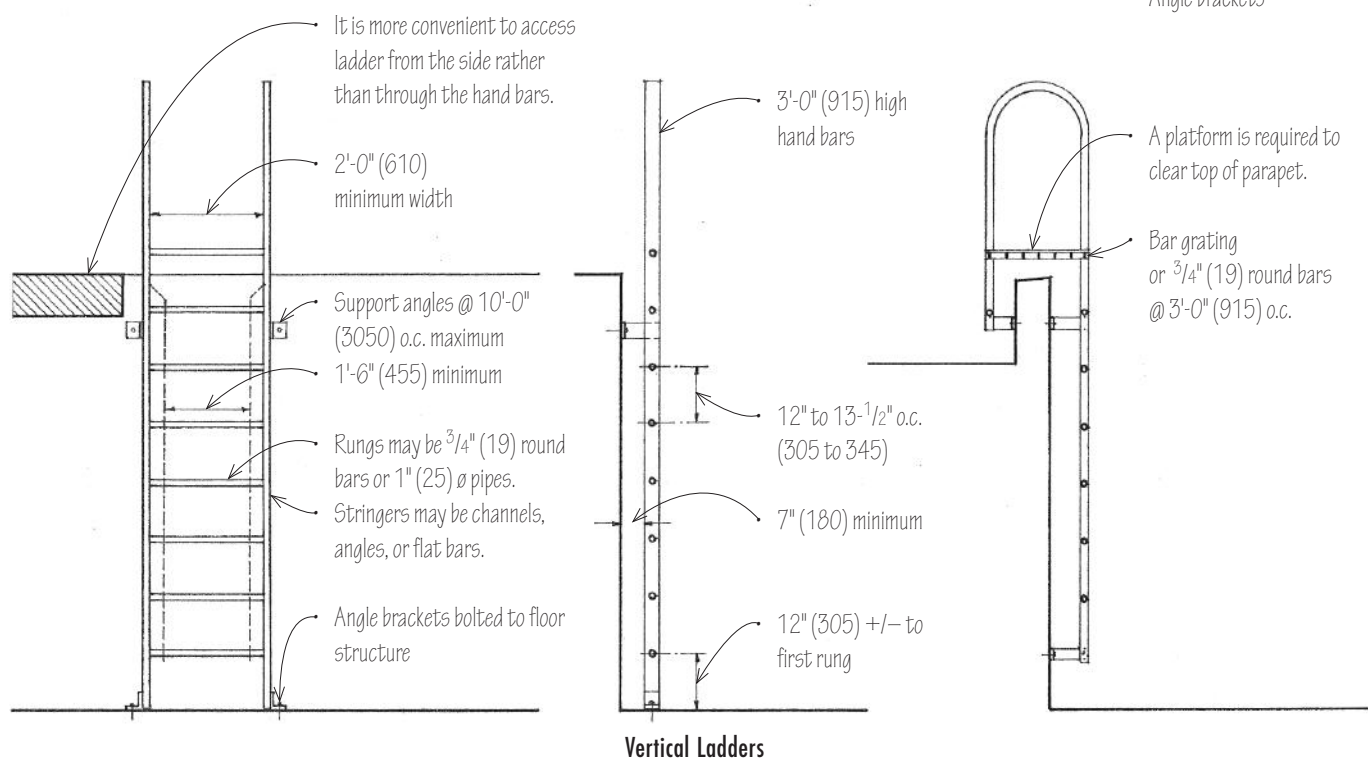 It is more convenient to access
ladder from the side rather
than through the hand bars.
2'-0" (610)
minimum width
Support angles @ 10'-0"
(3050) o.c. maximum
1'-6" (455) minimum
Rungs may be 3/4" (19) round
bars or 1" (25) ø pipes.
Stringers may be channels,
angles, or flat bars.
Angle brackets bolted to floor
structure
3'-0" (915) high
hand bars
12" to 13-1/2" o.c.
(305 to 345)
7" (180) minimum
12" (305) +/– to
first rung
Angle brackets
A platform is required to
clear top of parapet.
Bar grating
or 3/4" (19) round bars
@ 3'-0" (915) o.c.
Vertical Ladders